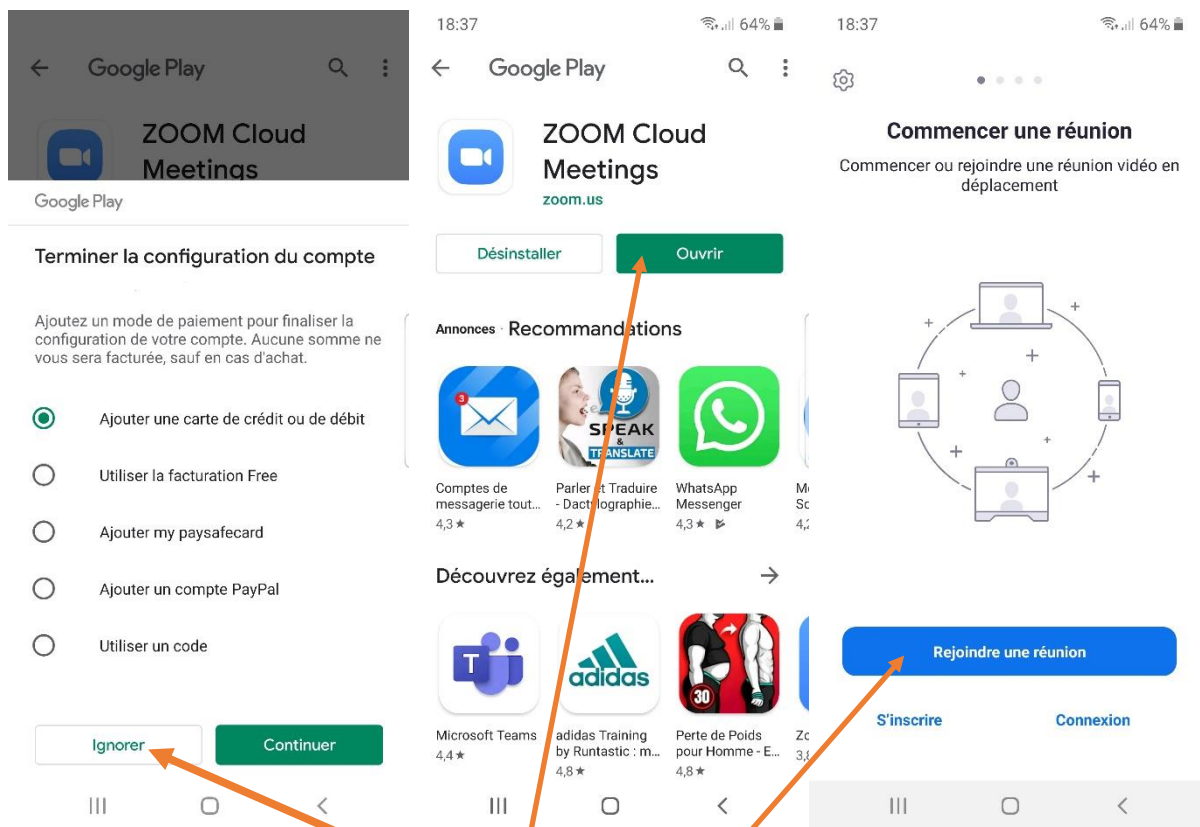 Google Play
ZOOM Cloud
Meetings
Google Play
Terminer la configuration du compte
Ajoutez un mode de paiement pour finaliser la
configuration de votre compte. Aucune somme ne
vous sera facturée, sauf en cas d'achat.
Ajouter une carte de crédit ou de débit
Utiliser la facturation Free
Ajouter my paysafecard
Ajouter un compte PayPal
Utiliser un code
Ignorer
Continuer
18:37
64%
Google Play
ZOOM Cloud
Meetings
zoom.us
Désinstaller
Ouvrir
Annonces · Recommandations
3
SPEAK
&
TRANSLATE
Comptes de
messagerie tout...
4,3 ★
Parler et Traduire
- Dactylographie...
4,2 ★
WhatsApp
Messenger
4,3 ★
Découvrez également...
T
adidas
30
Microsoft Teams
4,4 ★
adidas Training
by Runtastic : m...
4,8 ★
Perte de Poids
pour Homme - E...
4,8 ★
18:37
64%
Commencer une réunion
Commencer ou rejoindre une réunion vidéo en
déplacement
Rejoindre une réunion
S'inscrire
Connexion